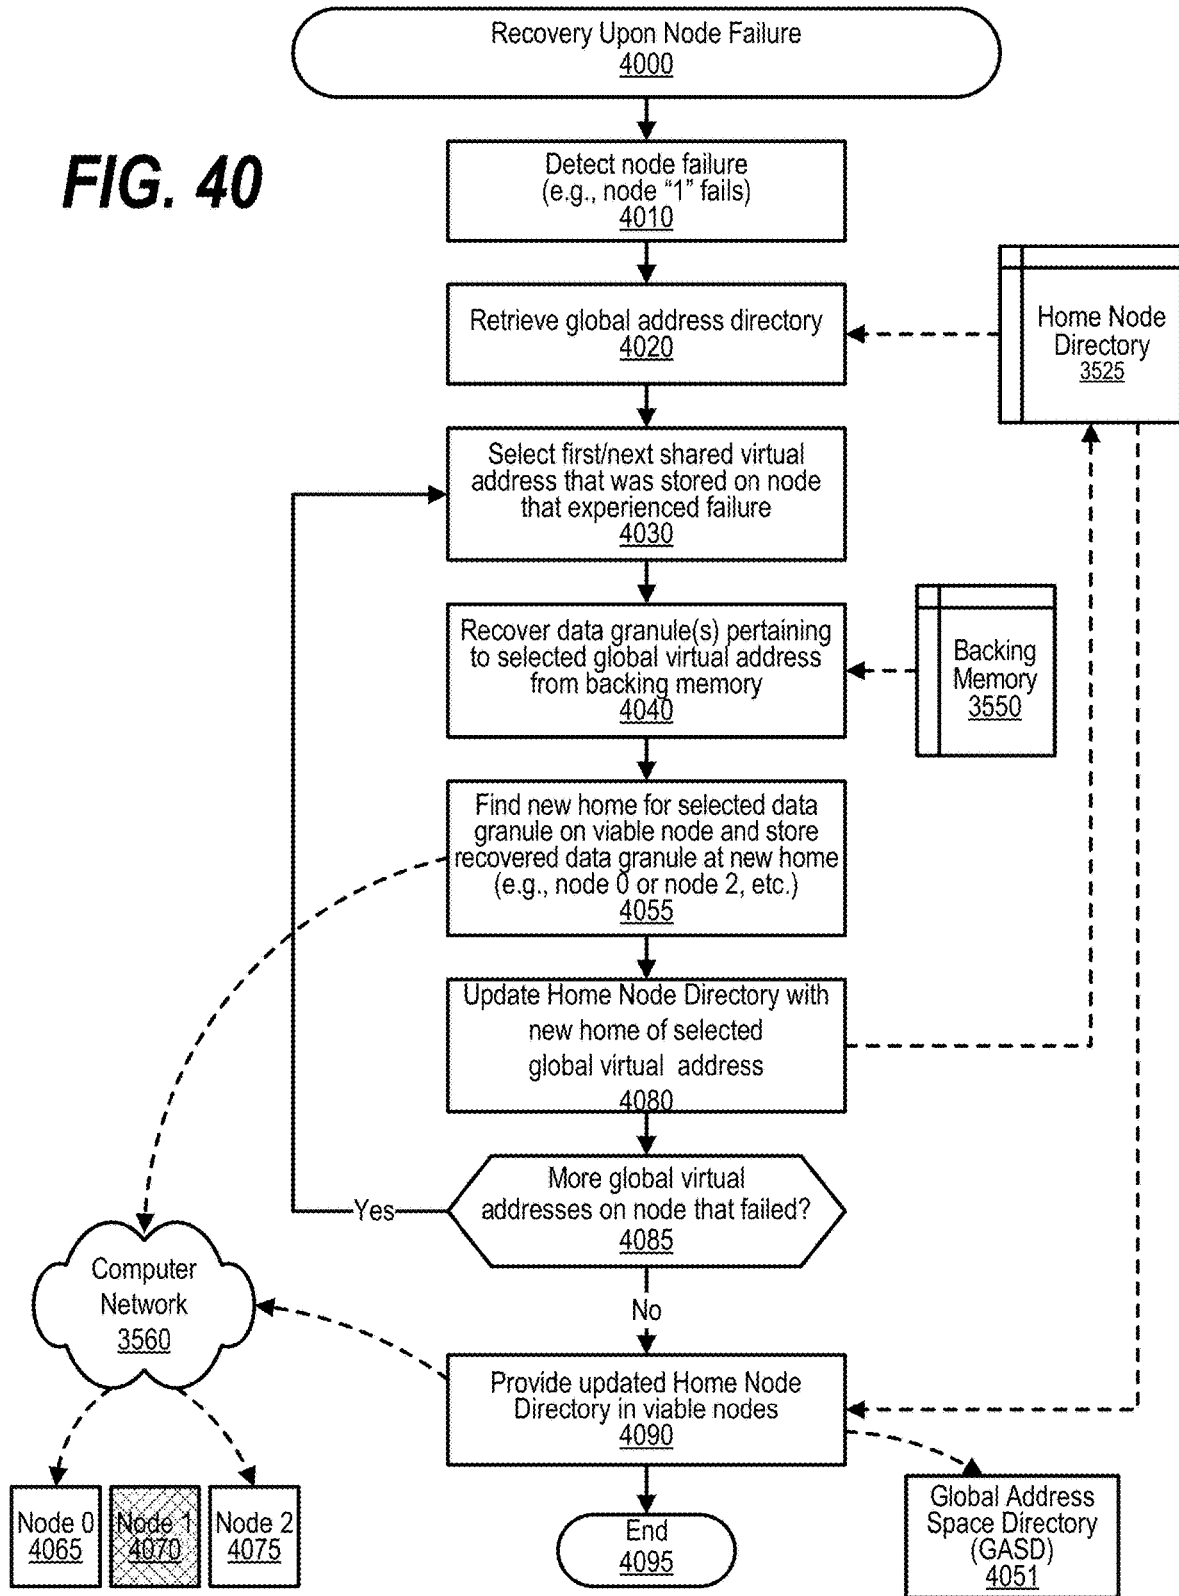 Recovery Upon Node Failure
4000
FIG. 40
Detect node failure
(e.g., node "1" fails)
4010
Retrieve global address directory
4020
Home Node
Directory
3525
Select first/next shared virtual
address that was stored on node
that experienced failure
4030
Recover data granule(s) pertaining
to selected global virtual address
from backing memory
4040
Backing
Memory
3550
Find new home for selected data
granule on viable node and store
recovered data granule at new home
(e.g., node 0 or node 2, etc.)
4055
Update Home Node Directory with
new home of selected
global virtual address
4080
More global virtual
addresses on node that failed?
4085
Yes
No
Computer
Network
3560
Provide updated Home Node
Directory in viable nodes
4090
Node 0
4065
Node 1
4070
Node 2
4075
End
4095
Global Address
Space Directory
(GASD)
4051